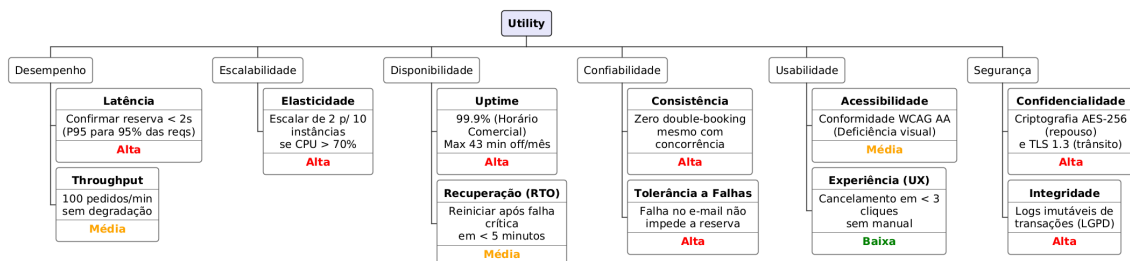 Utility
Desempenho
Latência
Confirmar reserva < 2s
(P95 para 95% das reqs)
Alta
Throughput
100 pedidos/min
sem degradação
Média
Escalabilidade
Elasticidade
Escalar de 2 p/ 10
instâncias
se CPU > 70%
Alta
Disponibilidade
Uptime
99.9% (Horário
Comercial)
Max 43 min off/mês
Alta
Recuperação (RTO)
Reiniciar após falha
crítica
em < 5 minutos
Média
Confiabilidade
Consistência
Zero double-booking
mesmo com
concorrência
Alta
Tolerância a Falhas
Falha no e-mail não
impede a reserva
Alta
Usabilidade
Acessibilidade
Conformidade WCAG AA
(Deficiência visual)
Média
Experiência (UX)
Cancelamento em < 3
cliques
sem manual
Baixa
Segurança
Confidencialidade
Criptografia AES-256
(repouso)
e TLS 1.3 (trânsito)
Alta
Integridade
Logs imutáveis de
transações (LGPD)
Alta